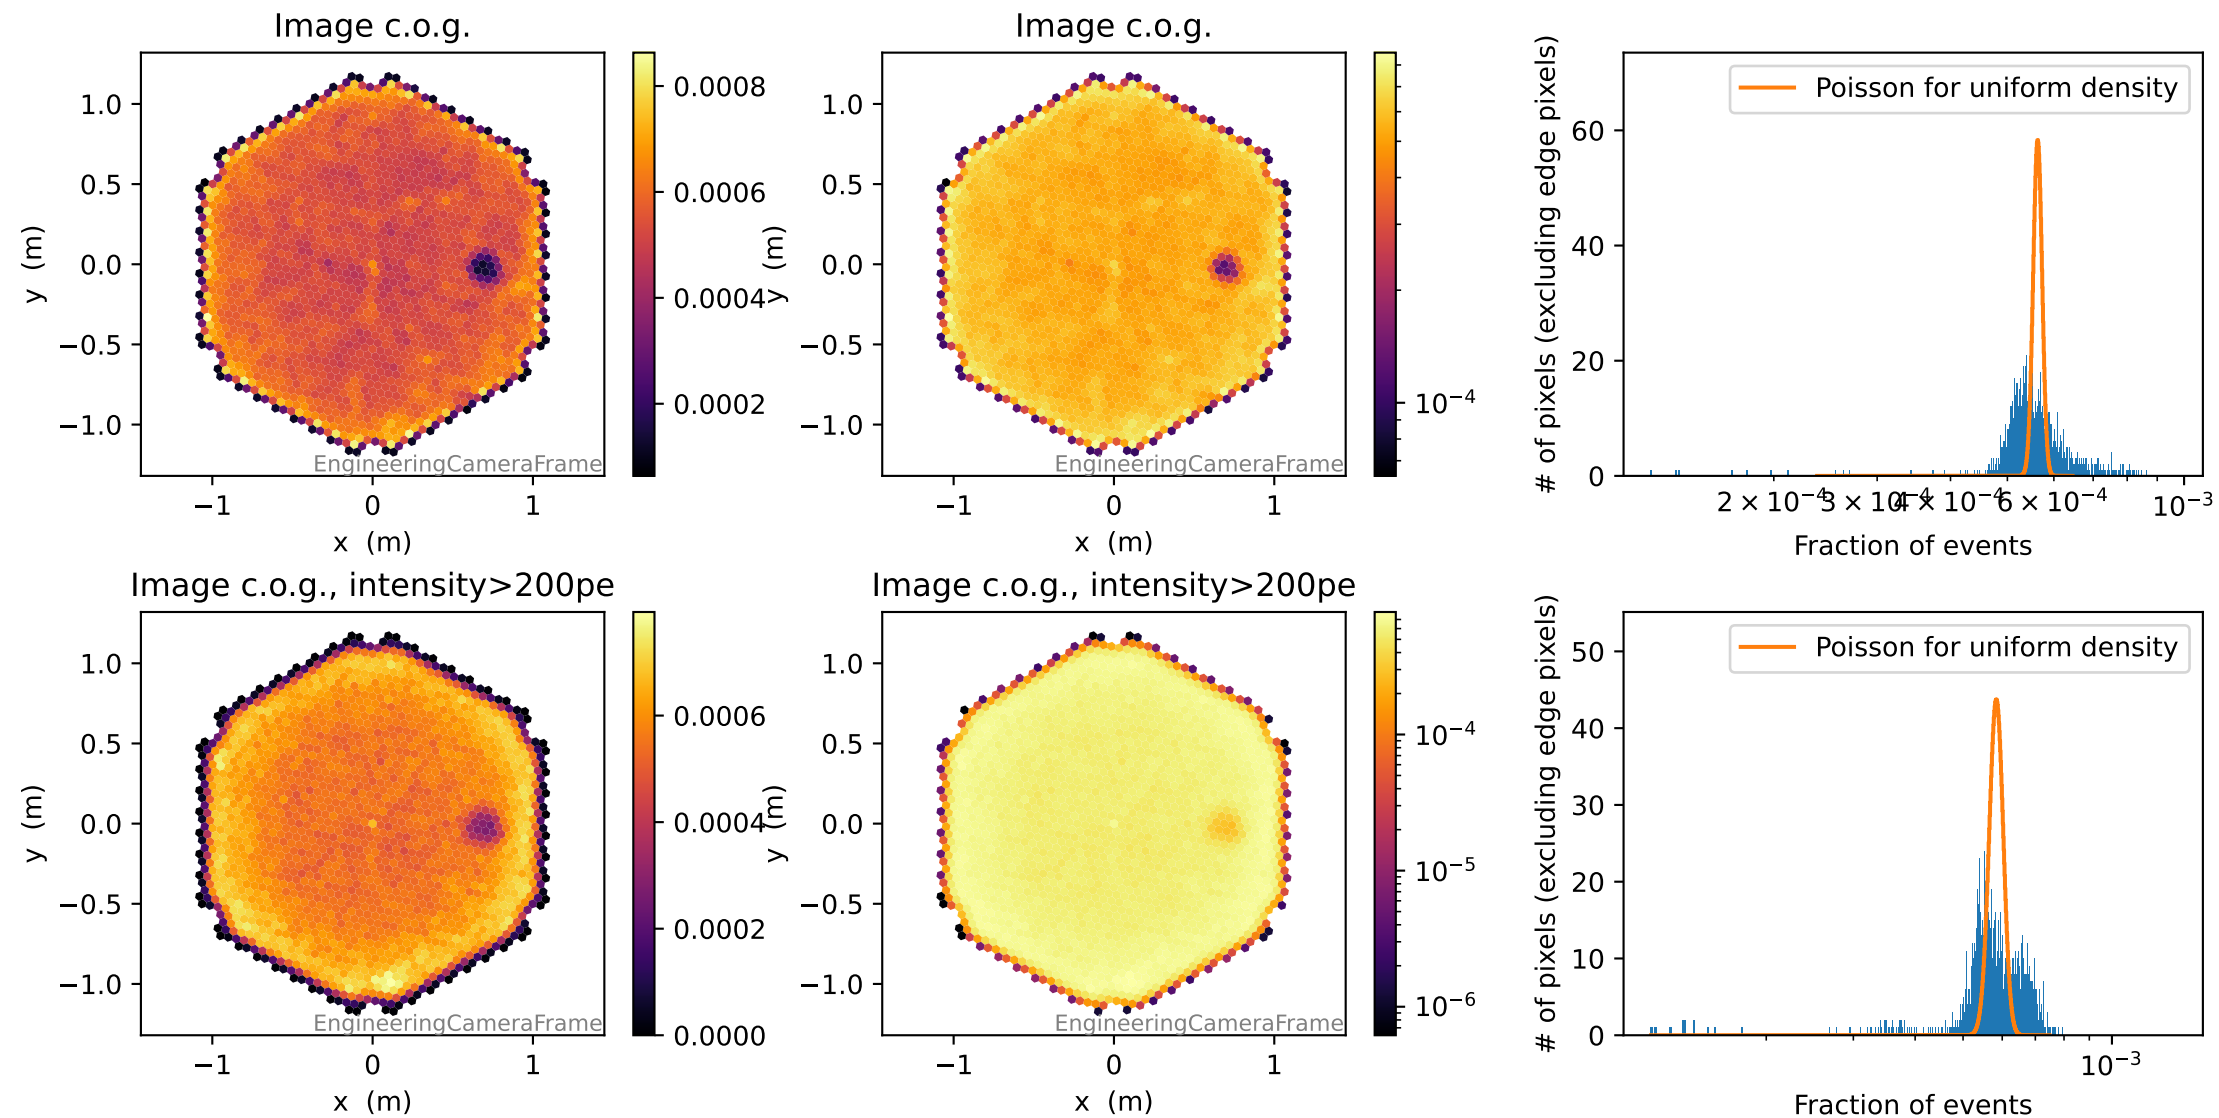 Image c.o.g.
1.0
0.5
0.0
−0.5
−1.0
y (m)
−1
0
1
x (m)
EngineeringCameraFrame
0.0008
0.0006
0.0004
0.0002
Image c.o.g.
1.0
0.5
0.0
−0.5
−1.0
y (m)
−1
0
1
x (m)
EngineeringCameraFrame
10⁻⁴
# of pixels (excluding edge pixels)
60
40
20
0
Poisson for uniform density
2 × 10⁻⁴
3 × 10⁻⁴
4 × 10⁻⁴
6 × 10⁻⁴
10⁻³
Fraction of events
Image c.o.g., intensity>200pe
1.0
0.5
0.0
−0.5
−1.0
y (m)
−1
0
1
x (m)
EngineeringCameraFrame
0.0006
0.0004
0.0002
0.0000
Image c.o.g., intensity>200pe
1.0
0.5
0.0
−0.5
−1.0
y (m)
−1
0
1
x (m)
EngineeringCameraFrame
10⁻⁴
10⁻⁵
10⁻⁶
# of pixels (excluding edge pixels)
50
40
30
20
10
0
Poisson for uniform density
10⁻³
Fraction of events